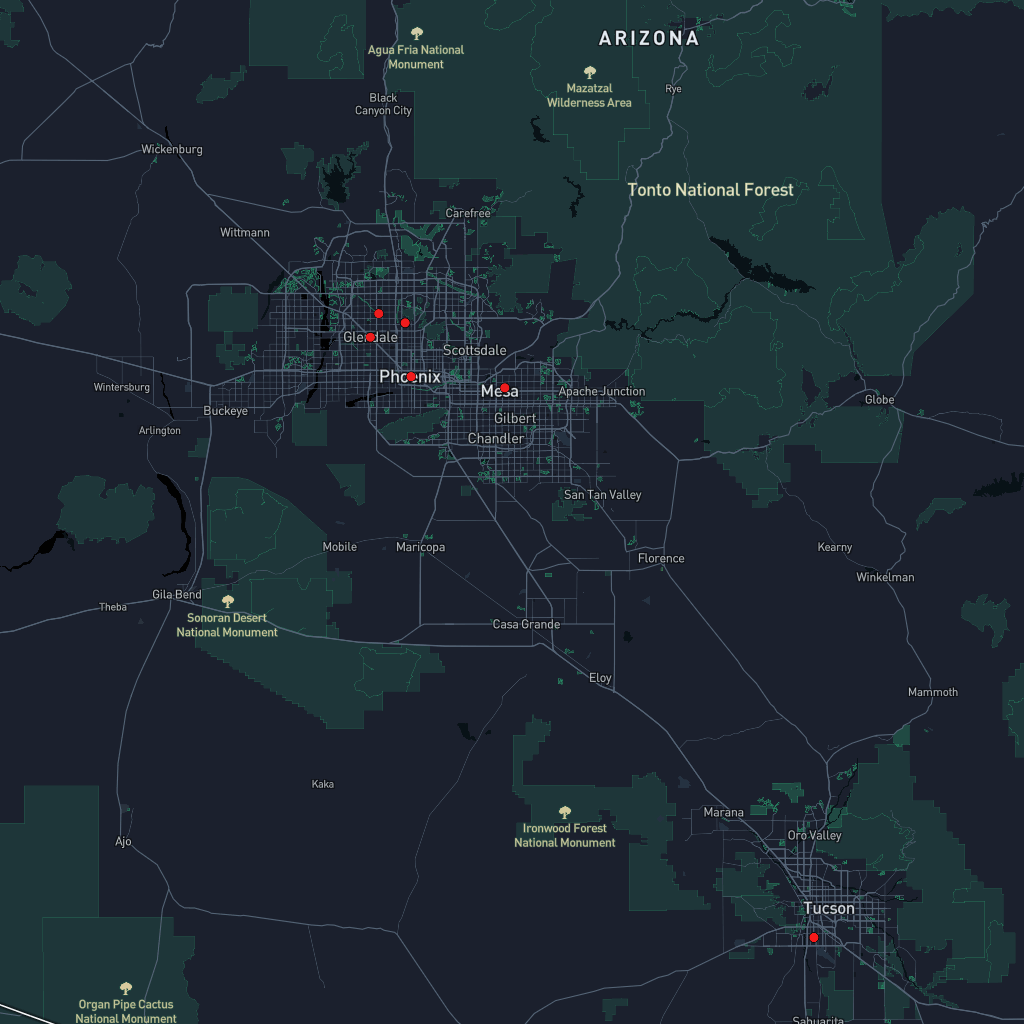 ARIZONA
Agua Fria National
Monument
Mazatzal
Wilderness Area
Rye
Black
Canyon City
Wickenburg
Tonto National Forest
Carefree
Wittmann
Glendale
Scottsdale
Phoenix
Wintersburg
Mesa
Apache Junction
Globe
Buckeye
Gilbert
Arlington
Chandler
San Tan Valley
Mobile
Maricopa
Kearny
Florence
Winkelman
Gila Bend
Theba
Sonoran Desert
National Monument
Casa Grande
Eloy
Mammoth
Kaka
Marana
Ironwood Forest
National Monument
Oro Valley
Ajo
Tucson
Organ Pipe Cactus
National Monument
Sahuarita